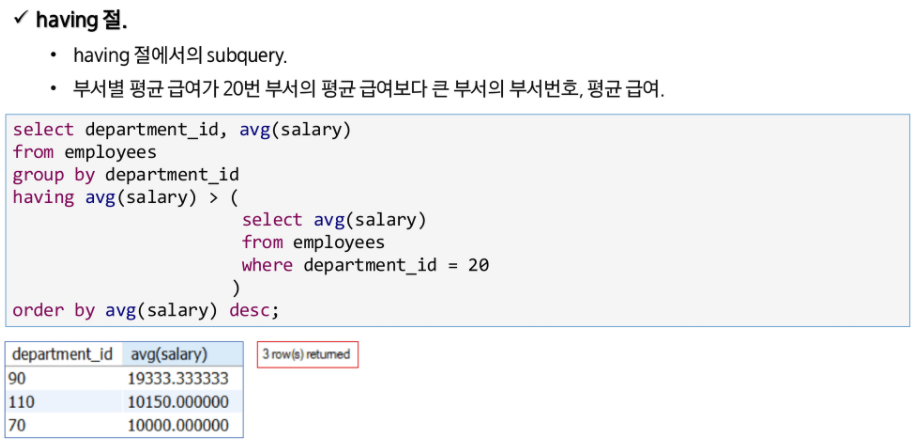 ✓ having 절.
• having 절에서의 subquery.
• 부서별 평균 급여가 20번 부서의 평균 급여보다 큰 부서의 부서번호, 평균 급여.
select department_id, avg(salary)
from employees
group by department_id
having avg(salary) > (
select avg(salary)
from employees
where department_id = 20
)
order by avg(salary) desc;
department_id avg(salary) 3 row(s) returned
90 19333.333333
110 10150.000000
70 10000.000000